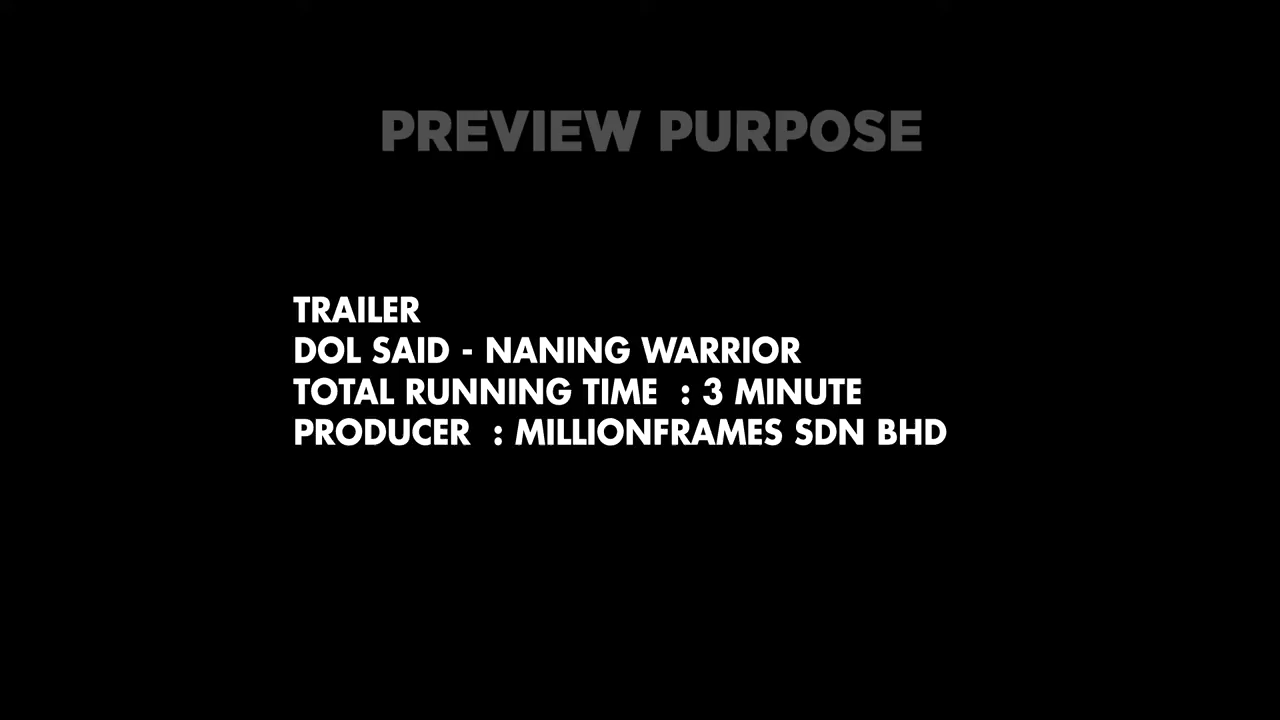 PREVIEW PURPOSE
TRAILER
DOL SAID - NANING WARRIOR
TOTAL RUNNING TIME : 3 MINUTE
PRODUCER : MILLIONFRAMES SDN BHD